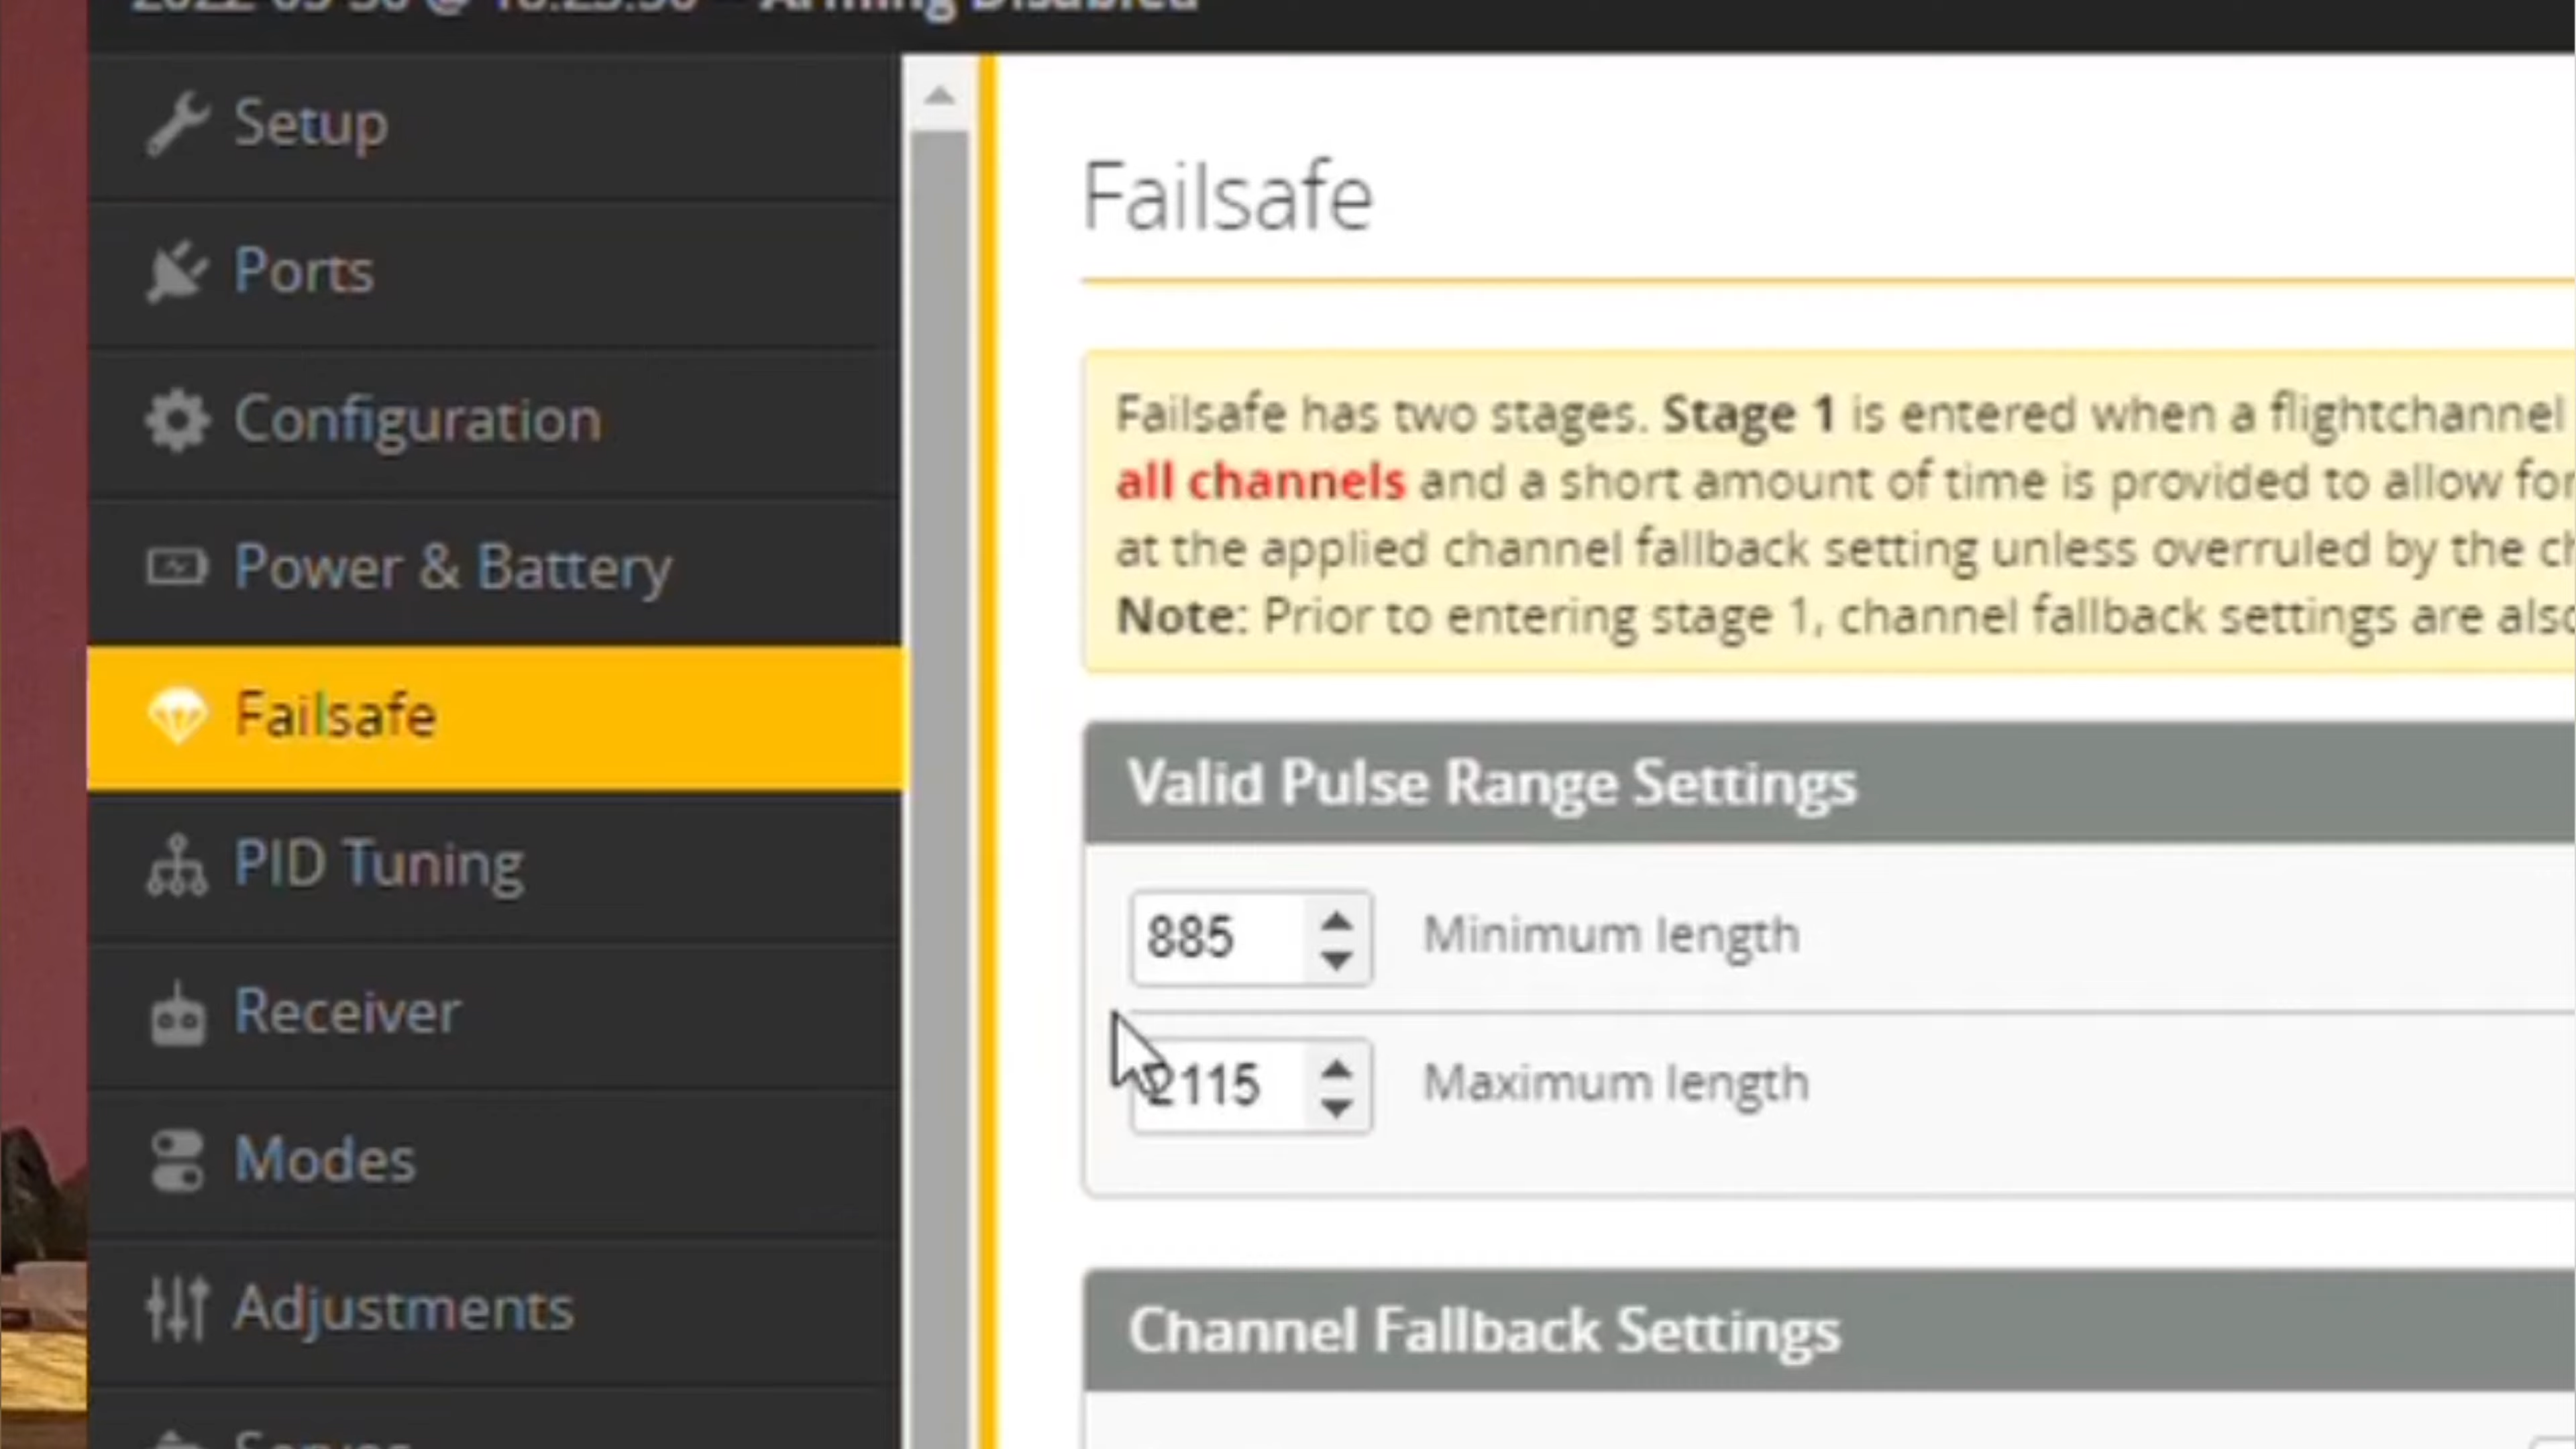 Arming Disabled
Setup
Ports
Configuration
Power & Battery
Failsafe
PID Tuning
Receiver
Modes
Adjustments
Failsafe
Failsafe has two stages. Stage 1 is entered when a flightchannel
all channels and a short amount of time is provided to allow for
at the applied channel fallback setting unless overruled by the
Note: Prior to entering stage 1, channel fallback settings are also
Valid Pulse Range Settings
885 Minimum length
2115 Maximum length
Channel Fallback Settings